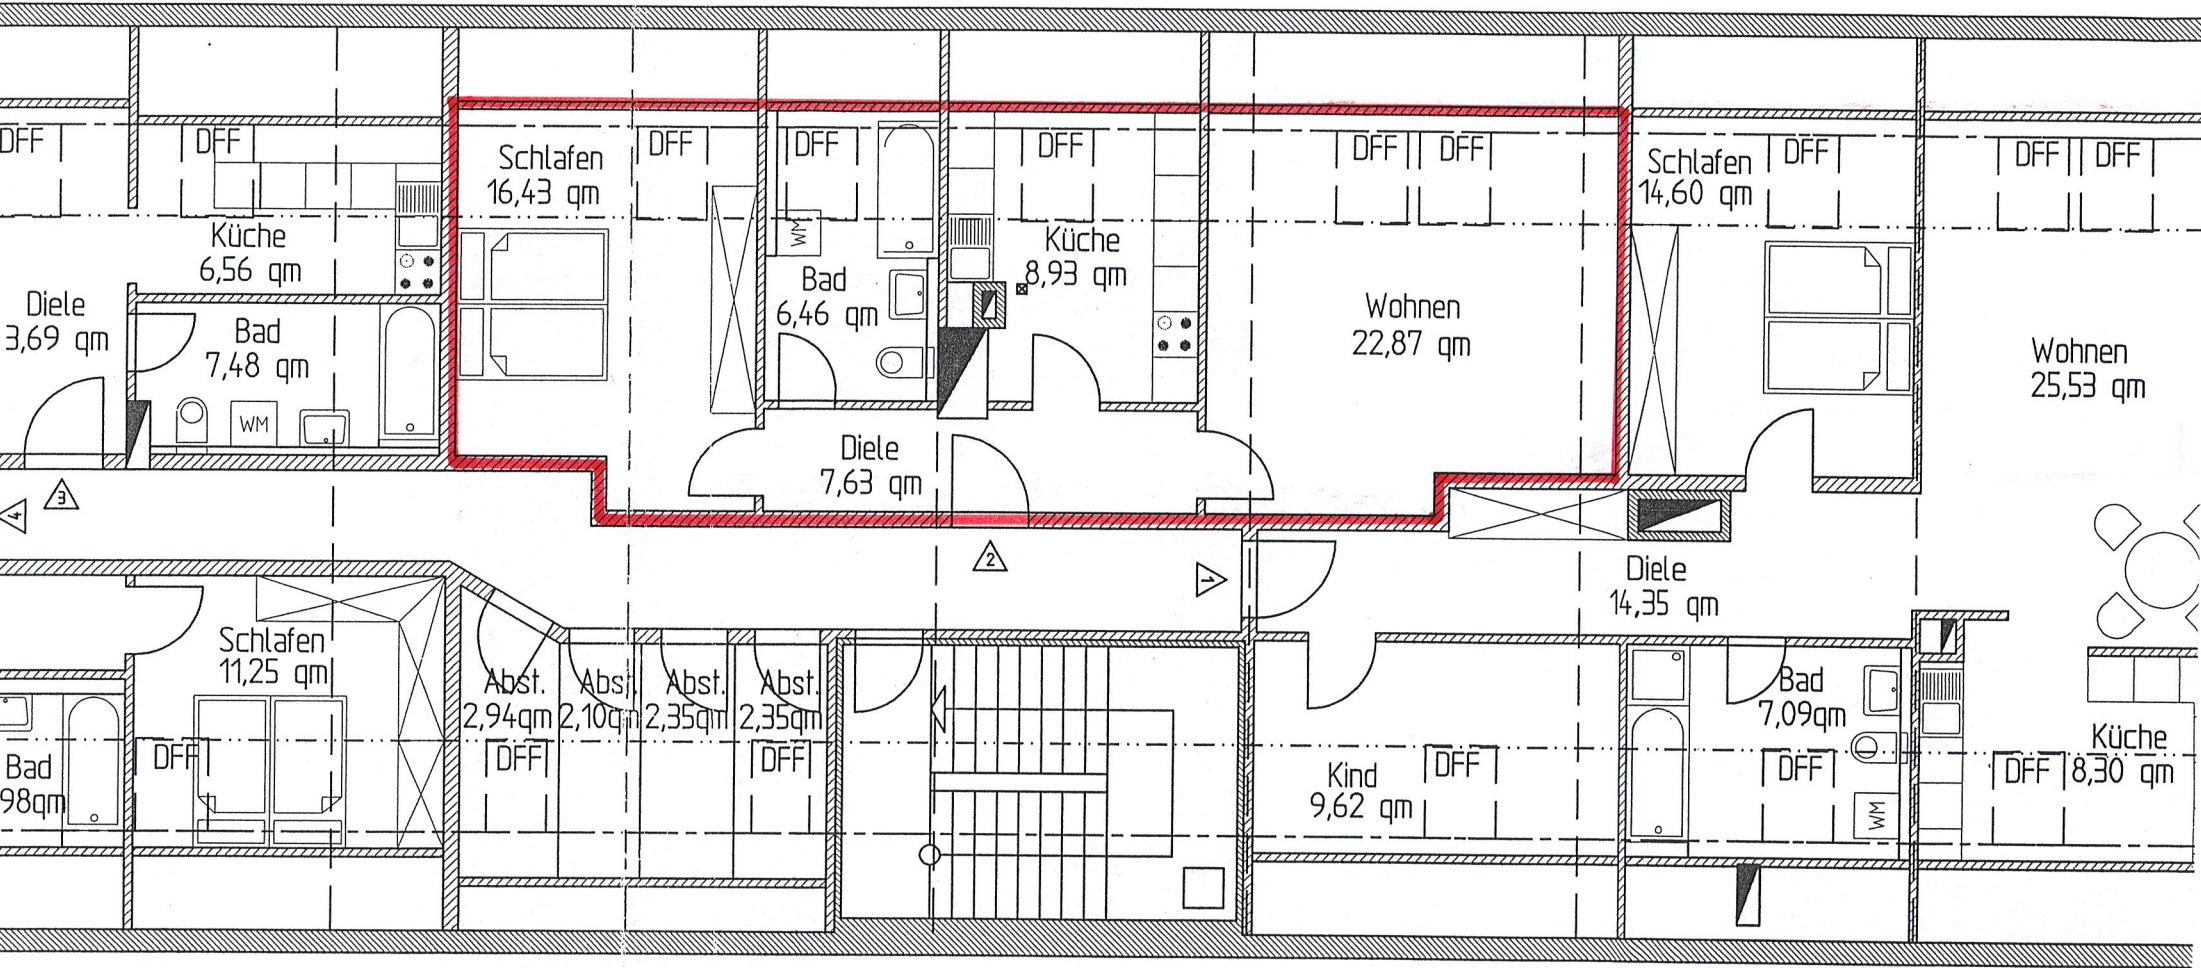 DFF
DFF
DFF
DFF
DFF
DFF
DFF
DFF
DFF
DFF
Schlafen
16,43 qm
Schlafen
14,60 qm
WM
Küche
6,56 qm
Küche
8,93 qm
Bad
6,46 qm
Diele
3,69 qm
Bad
7,48 qm
Wohnen
22,87 qm
Wohnen
25,53 qm
WM
Diele
7,63 qm
3
4
2
1
Diele
14,35 qm
Schlafen
11,25 qm
Abst.
2,94qm
Abst.
2,10qm
Abst.
2,35qm
Abst.
2,35qm
Bad
7,09qm
Bad
98qm
DFF
DFF
DFF
Kind
9,62 qm
DFF
DFF
DFF
Küche
8,30 qm
WM